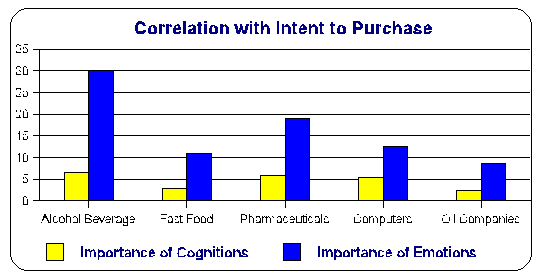 Correlation with Intent to Purchase
35
30
25
20
15
10
5
0
Alcohol Beverage Fast Food Pharmaceuticals Computers Oil Companies
Importance of Cognitions Importance of Emotions